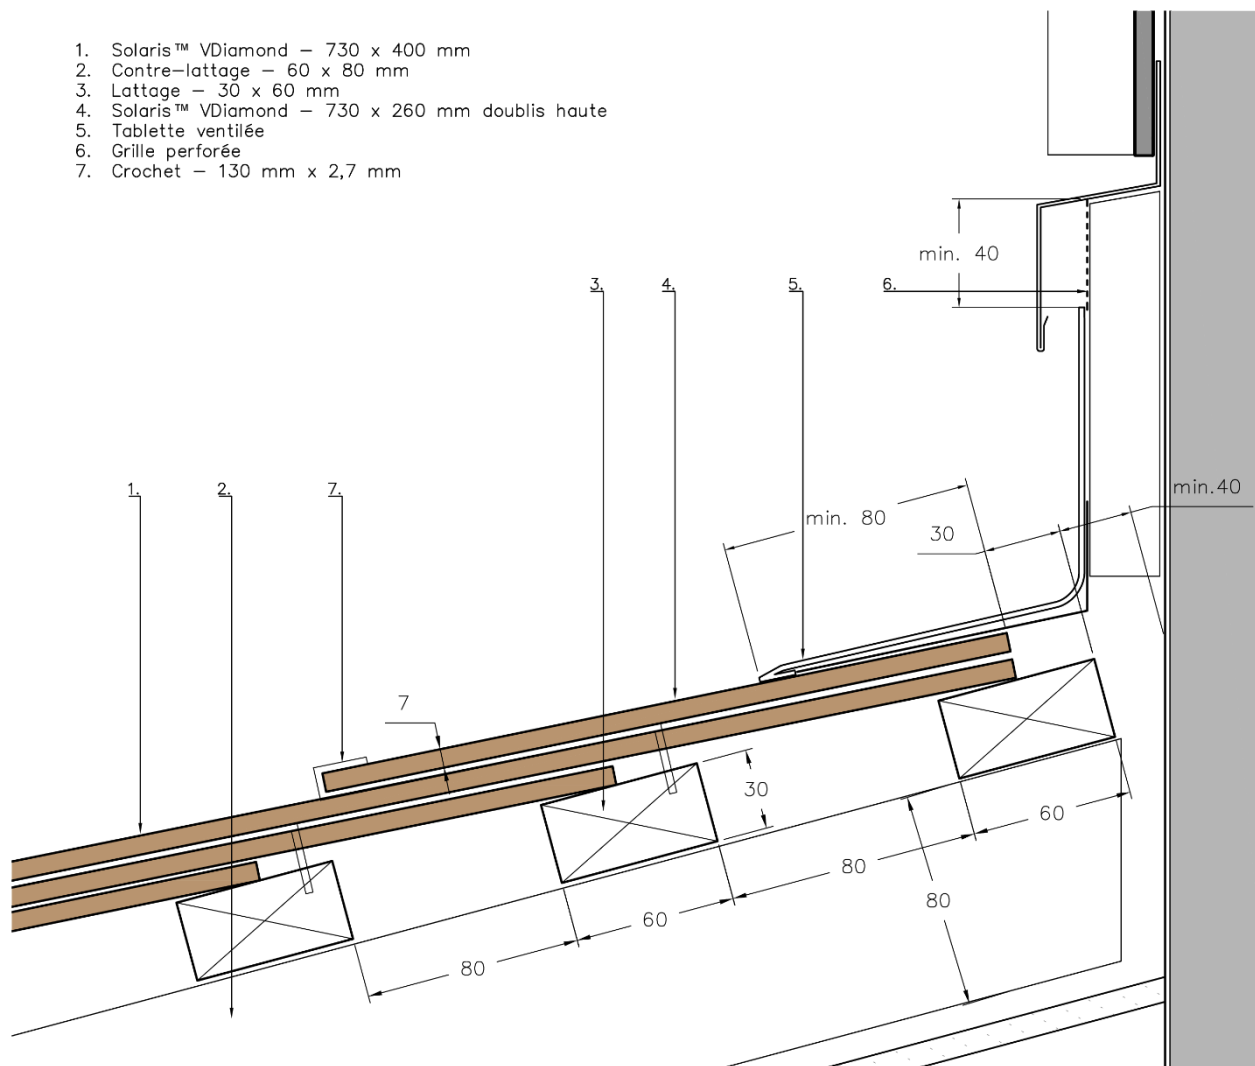 1. Solaris™ VDiamond – 730 x 400 mm
2. Contre-lattage – 60 x 80 mm
3. Lattage – 30 x 60 mm
4. Solaris™ VDiamond – 730 x 260 mm doublis haute
5. Tablette ventilée
6. Grille perforée
7. Crochet – 130 mm x 2,7 mm
min. 40
3.
4.
5.
6.
1.
2.
7.
min. 80
min.40
30
7
30
60
80
80
60
80